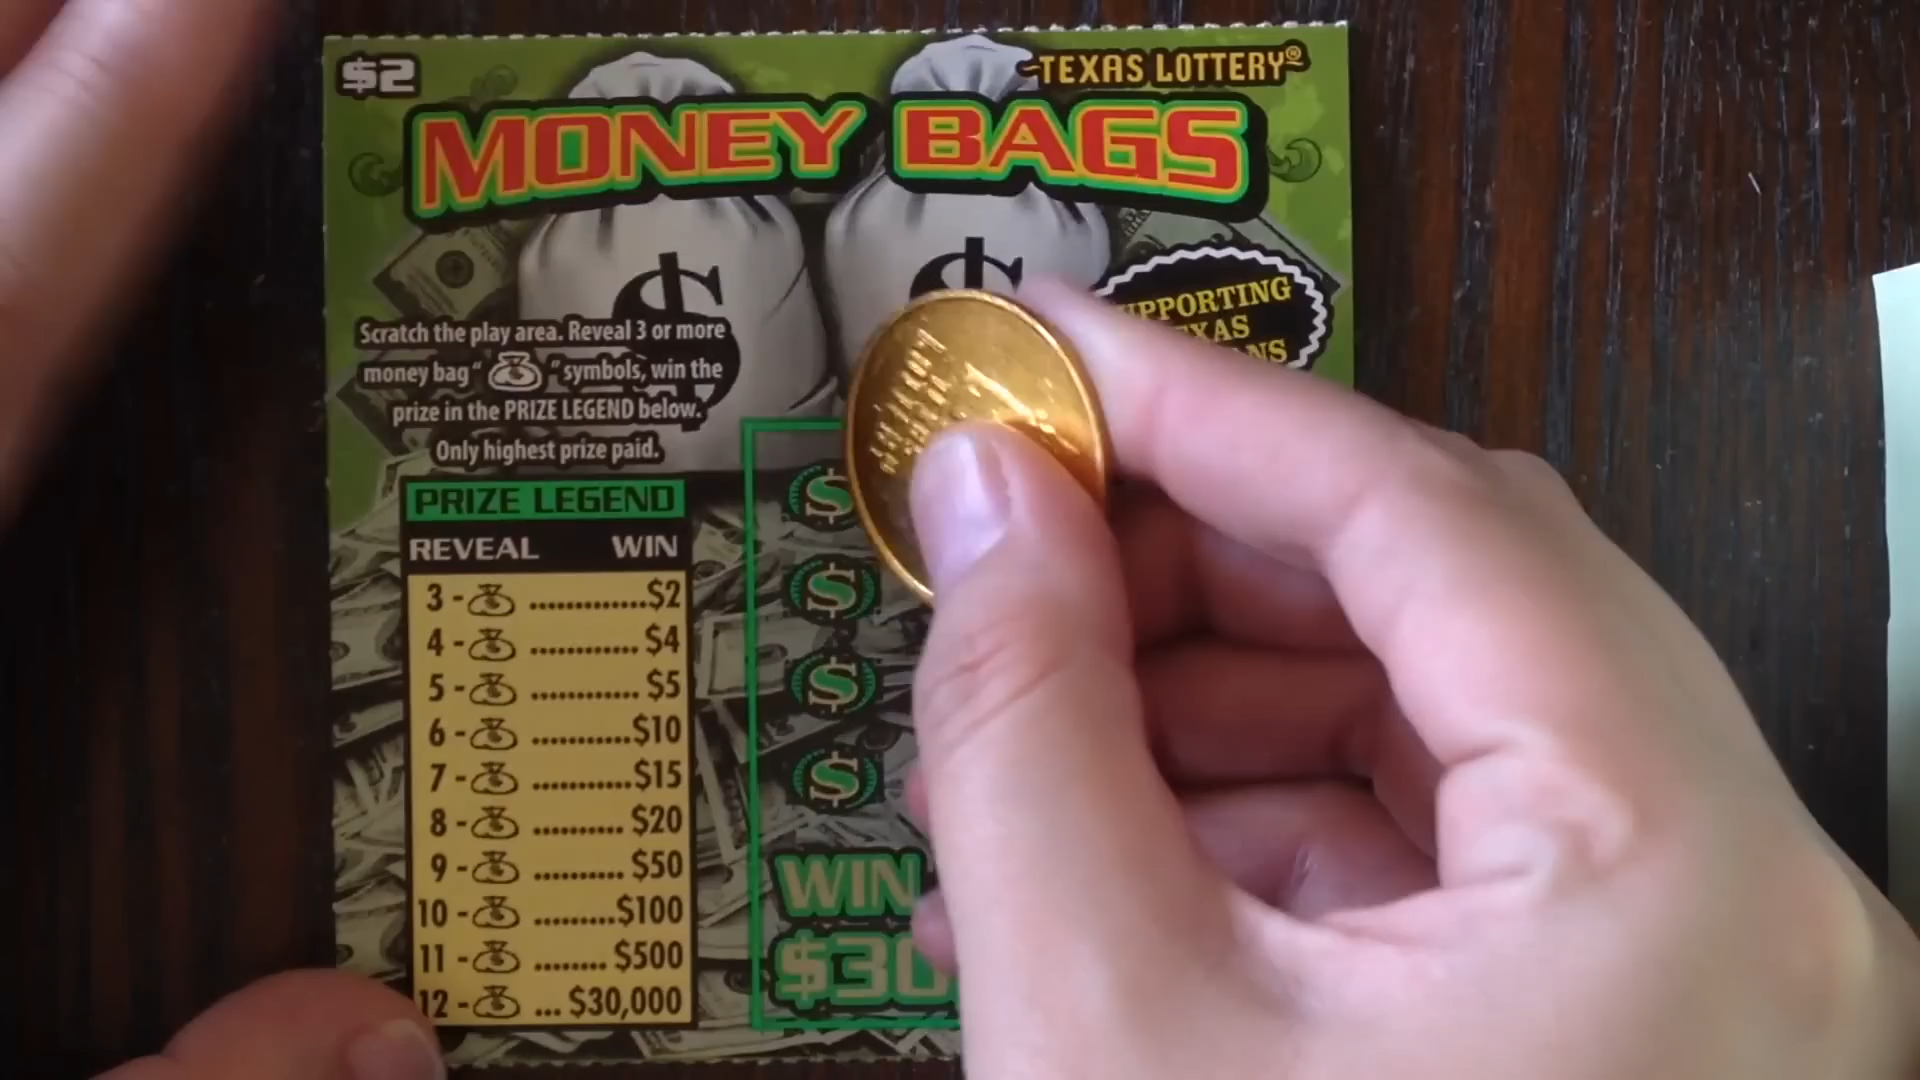 $2
TEXAS LOTTERY®
MONEY BAGS
Scratch the play area. Reveal 3 or more
money bag " " symbols, win the
prize in the PRIZE LEGEND below.
Only highest prize paid.
PRIZE LEGEND
REVEAL WIN
3 - .............$2
4 - ............ $4
5 - ............ $5
6 - ...........$10
7 - ...........$15
8 - .......... $20
9 - .......... $50
10 - .........$100
11 - ........ $500
12 - ... $30,000
$
$
$
$
WIN